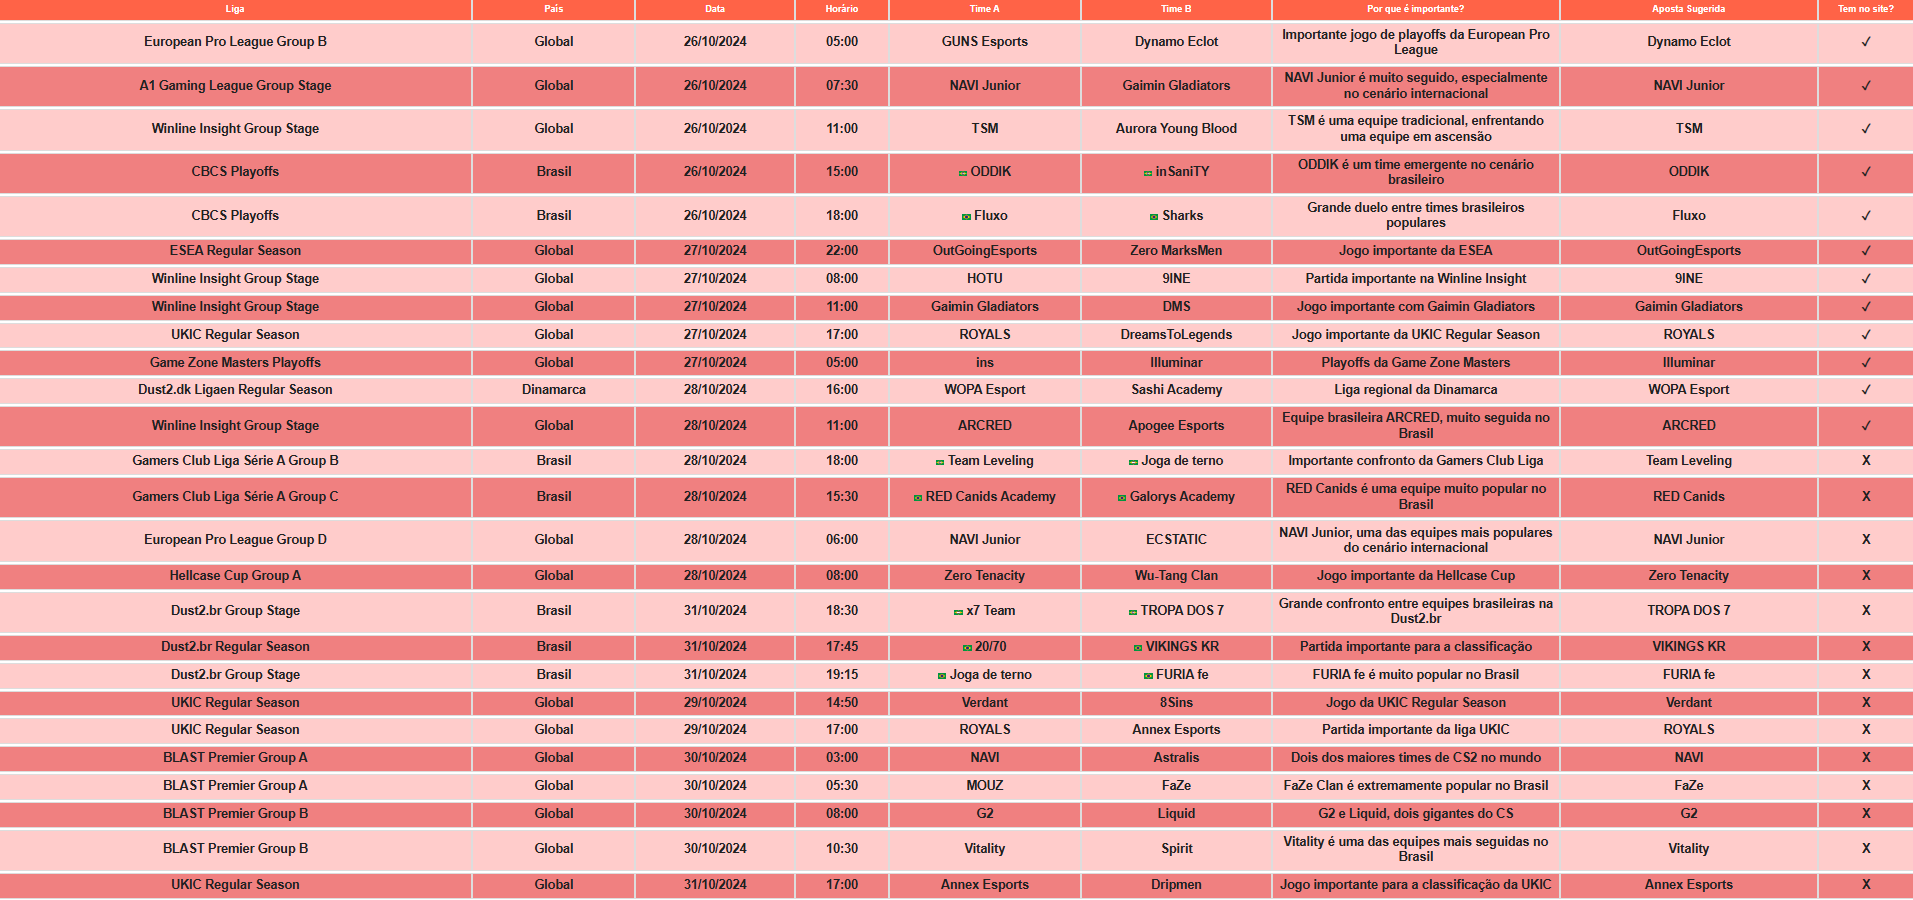 Liga País Data Horário Time A Time B Por que é importante? Aposta Sugerida Tem no site?
European Pro League Group B Global 26/10/2024 05:00 GUNS Esports Dynamo Eclot Importante jogo de playoffs da European Pro
League Dynamo Eclot ✓
A1 Gaming League Group Stage Global 26/10/2024 07:30 NAVI Junior Gaimin Gladiators NAVI Junior é muito seguido, especialmente
no cenário internacional NAVI Junior ✓
Winline Insight Group Stage Global 26/10/2024 11:00 TSM Aurora Young Blood TSM é uma equipe tradicional, enfrentando
uma equipe em ascensão TSM ✓
CBCS Playoffs Brasil 26/10/2024 15:00 ODDIK inSaniTY ODDIK é um time emergente no cenário
brasileiro ODDIK ✓
CBCS Playoffs Brasil 26/10/2024 18:00 Fluxo Sharks Grande duelo entre times brasileiros
populares Fluxo ✓
ESEA Regular Season Global 27/10/2024 22:00 OutGoingEsports Zero MarksMen Jogo importante da ESEA OutGoingEsports ✓
Winline Insight Group Stage Global 27/10/2024 08:00 HOTU 9INE Partida importante na Winline Insight 9INE ✓
Winline Insight Group Stage Global 27/10/2024 11:00 Gaimin Gladiators DMS Jogo importante com Gaimin Gladiators Gaimin Gladiators ✓
UKIC Regular Season Global 27/10/2024 17:00 ROYALS DreamsToLegends Jogo importante da UKIC Regular Season ROYALS ✓
Game Zone Masters Playoffs Global 27/10/2024 05:00 ins Illuminar Playoffs da Game Zone Masters Illuminar ✓
Dust2.dk Ligaen Regular Season Dinamarca 28/10/2024 16:00 WOPA Esport Sashi Academy Liga regional da Dinamarca WOPA Esport ✓
Winline Insight Group Stage Global 28/10/2024 11:00 ARCRED Apogee Esports Equipe brasileira ARCRED, muito seguida no
Brasil ARCRED ✓
Gamers Club Liga Série A Group B Brasil 28/10/2024 18:00 Team Leveling Joga de terno Importante confronto da Gamers Club Liga Team Leveling X
Gamers Club Liga Série A Group C Brasil 28/10/2024 15:30 RED Canids Academy Galorys Academy RED Canids é uma equipe muito popular no
Brasil RED Canids X
European Pro League Group D Global 28/10/2024 06:00 NAVI Junior ECSTATIC NAVI Junior, uma das equipes mais populares
do cenário internacional NAVI Junior X
Hellcase Cup Group A Global 28/10/2024 08:00 Zero Tenacity Wu-Tang Clan Jogo importante da Hellcase Cup Zero Tenacity X
Dust2.br Group Stage Brasil 31/10/2024 18:30 x7 Team TROPA DOS 7 Grande confronto entre equipes brasileiras na
Dust2.br TROPA DOS 7 X
Dust2.br Regular Season Brasil 31/10/2024 17:45 20/70 VIKINGS KR Partida importante para a classificação VIKINGS KR X
Dust2.br Group Stage Brasil 31/10/2024 19:15 Joga de terno FURIA fe FURIA fe é muito popular no Brasil FURIA fe X
UKIC Regular Season Global 29/10/2024 14:50 Verdant 8Sins Jogo da UKIC Regular Season Verdant X
UKIC Regular Season Global 29/10/2024 17:00 ROYALS Annex Esports Partida importante da liga UKIC ROYALS X
BLAST Premier Group A Global 30/10/2024 03:00 NAVI Astralis Dois dos maiores times de CS2 no mundo NAVI X
BLAST Premier Group A Global 30/10/2024 05:30 MOUZ FaZe FaZe Clan é extremamente popular no Brasil FaZe X
BLAST Premier Group B Global 30/10/2024 08:00 G2 Liquid G2 e Liquid, dois gigantes do CS G2 X
BLAST Premier Group B Global 30/10/2024 10:30 Vitality Spirit Vitality é uma das equipes mais seguidas no
Brasil Vitality X
UKIC Regular Season Global 31/10/2024 17:00 Annex Esports Dripmen Jogo importante para a classificação da UKIC Annex Esports X